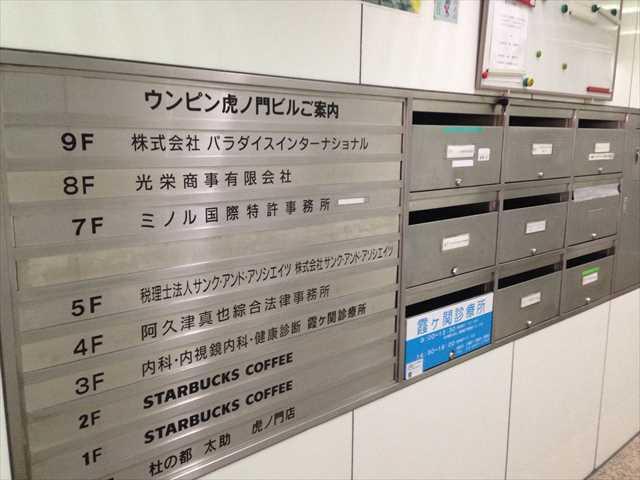 ウンピン虎ノ門ビルご案内
9F 株式会社 パラダイスインターナショナル
8F 光栄商事有限会社
7F ミノル国際特許事務所
5F 税理士法人サンク・アンド・アソシエイツ 株式会社サンク・アンド・アソシエイツ
4F 阿久津真也綜合法律事務所
3F 内科・内視鏡内科・健康診断 霞ヶ関診療所
2F STARBUCKS COFFEE
1F STARBUCKS COFFEE
杜の都 太助 虎ノ門店
霞ヶ関診療所